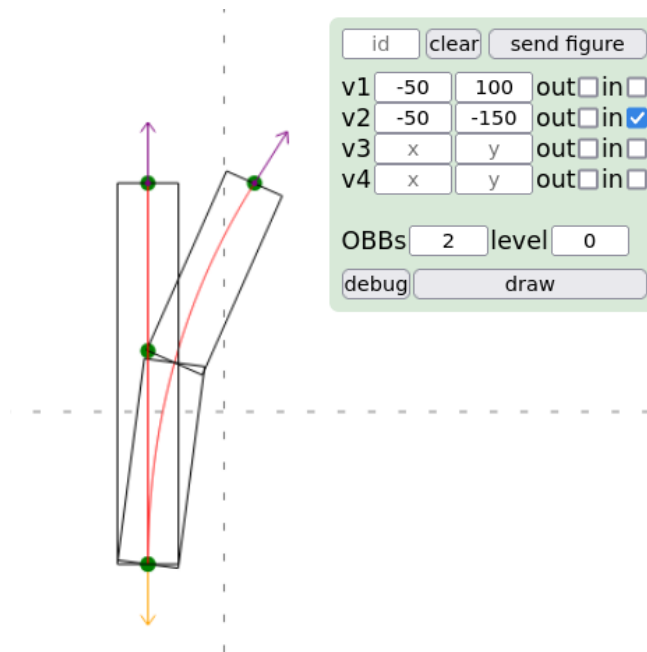 id clear send figure
v1 -50 100 out in
v2 -50 -150 out in
v3 x y out in
v4 x y out in
OBBs 2 level 0
debug draw